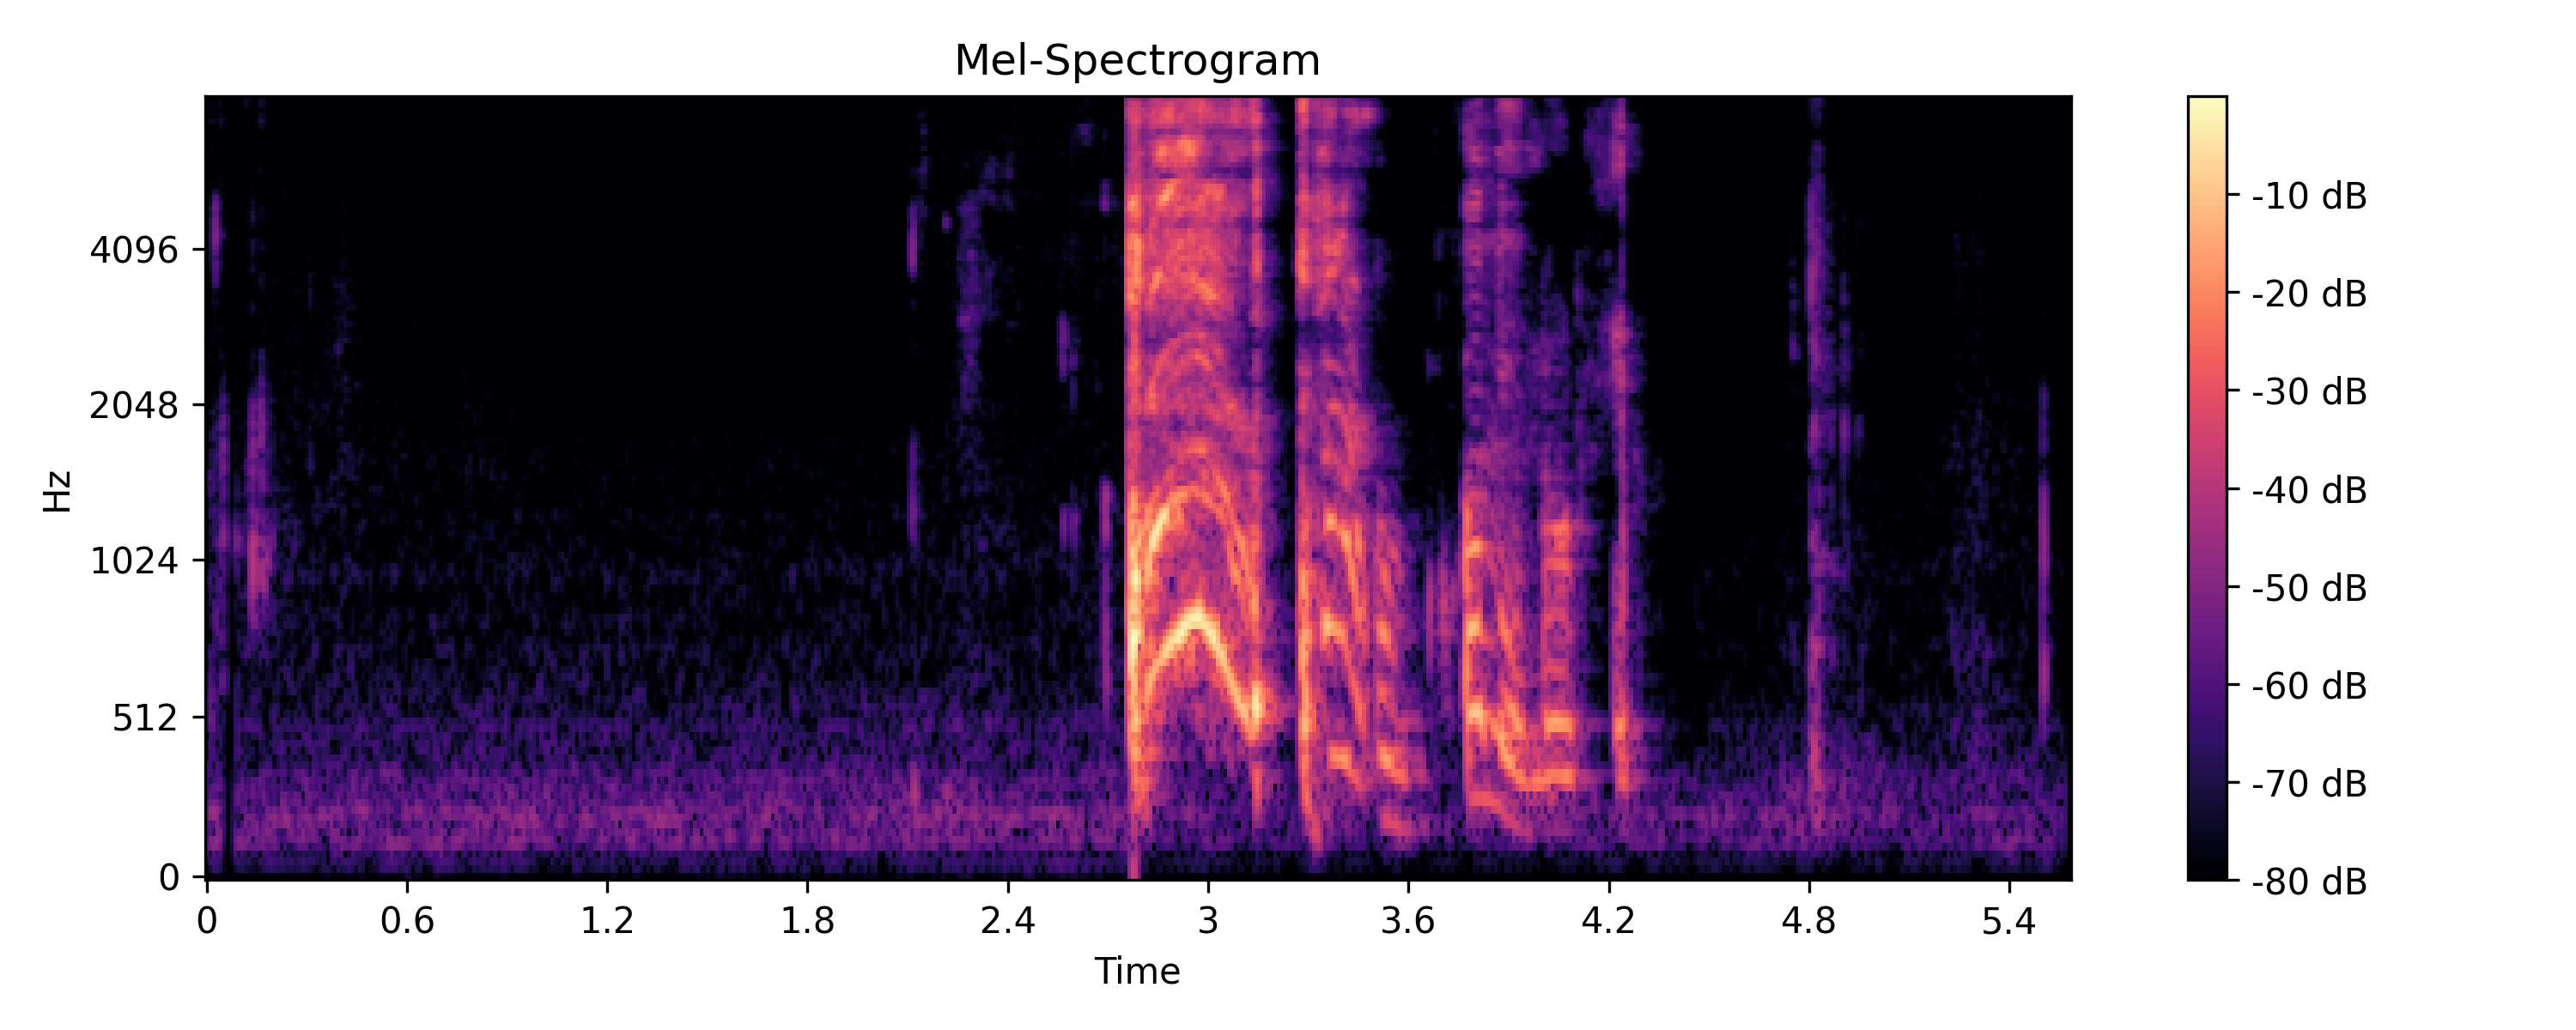 Mel-Spectrogram
Hz
4096
2048
1024
512
0
0 0.6 1.2 1.8 2.4 3 3.6 4.2 4.8 5.4
Time
-10 dB
-20 dB
-30 dB
-40 dB
-50 dB
-60 dB
-70 dB
-80 dB